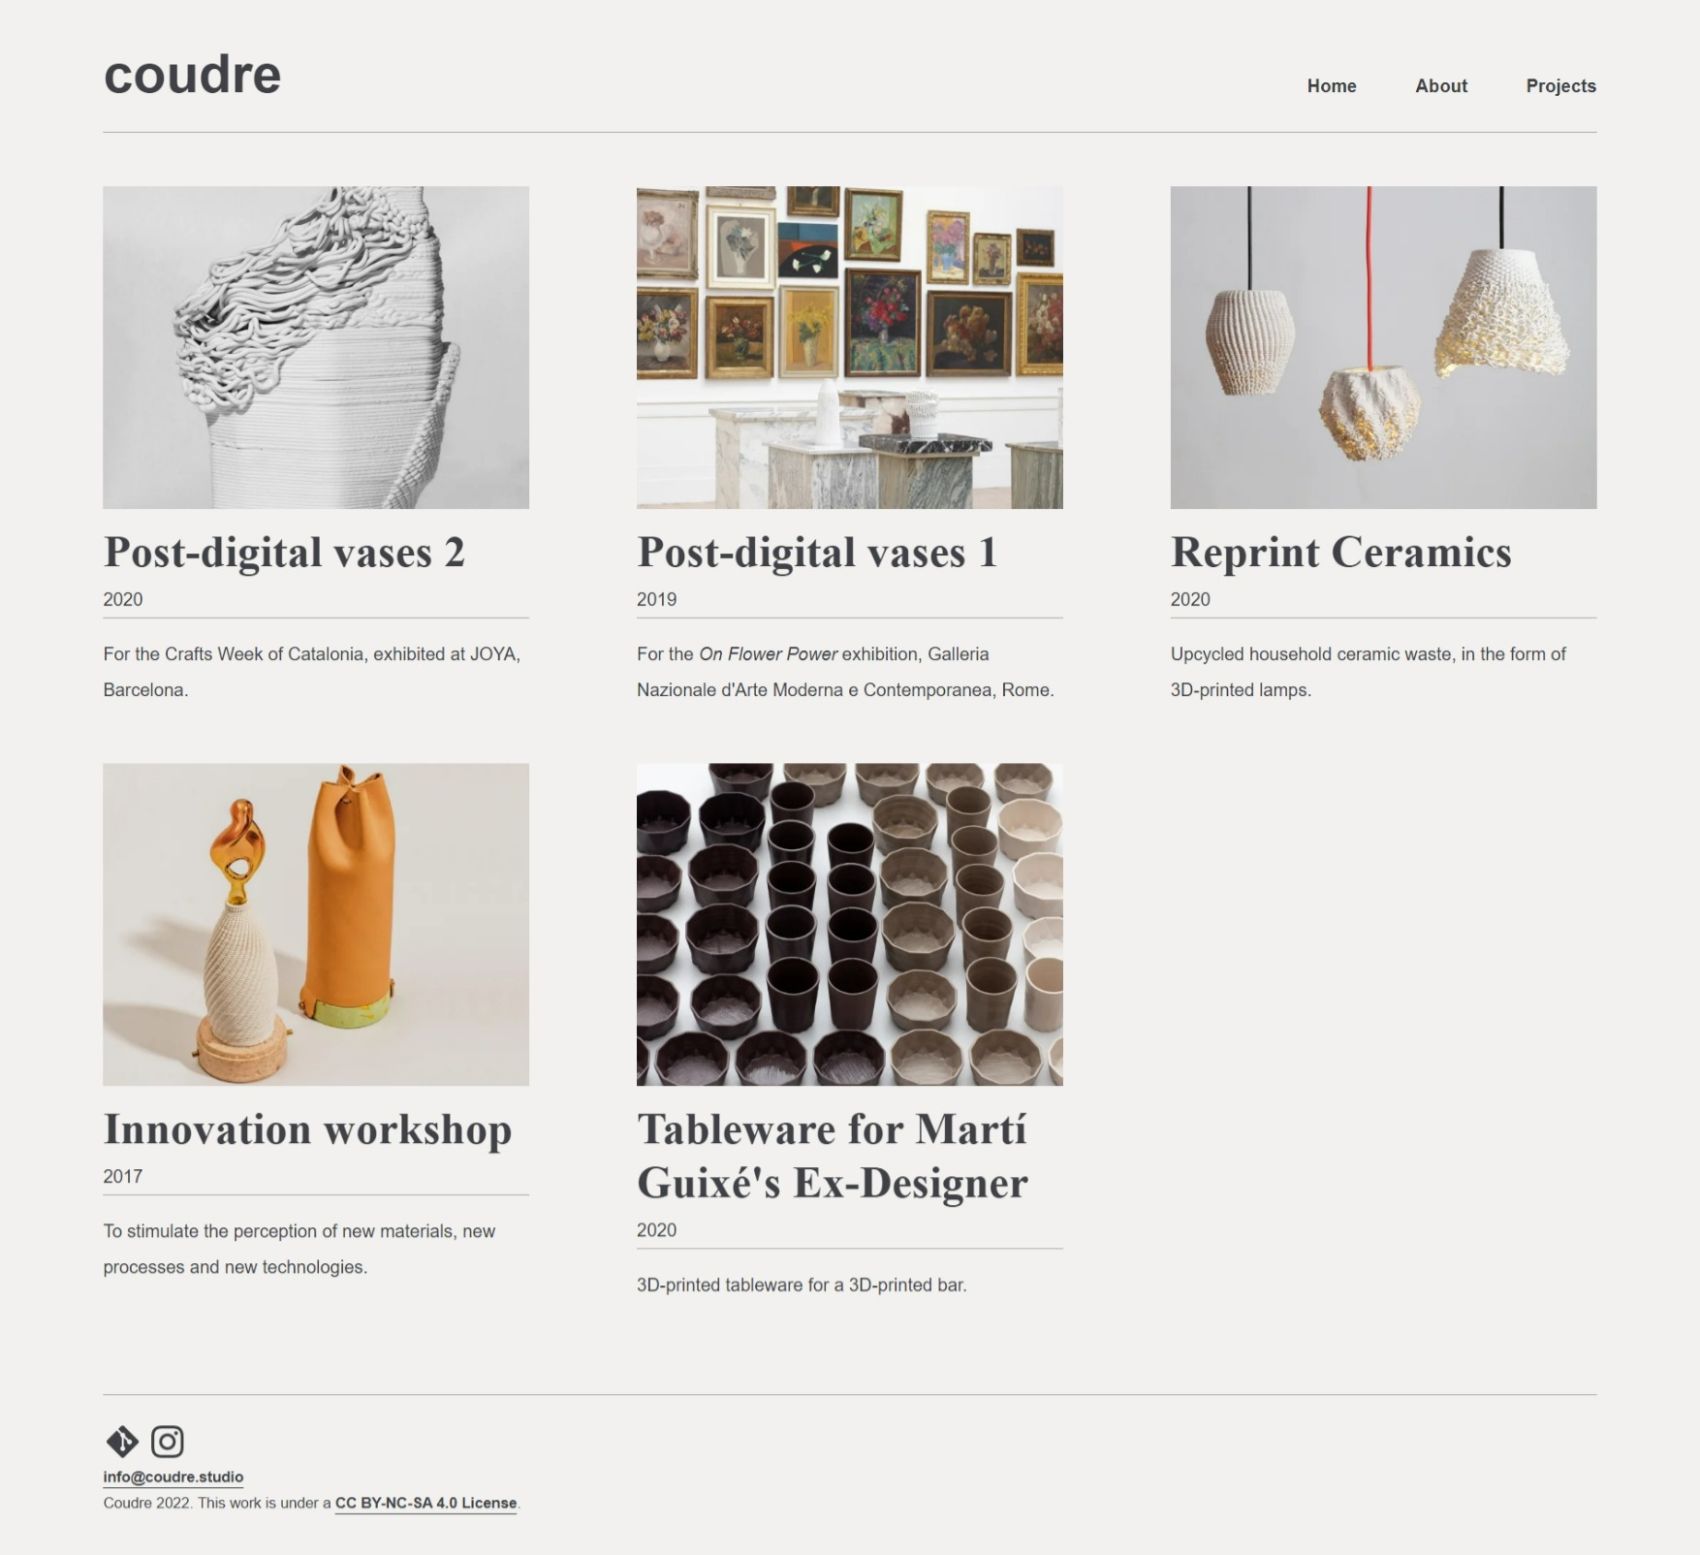 coudre
Home About Projects
Post-digital vases 2
2020
For the Crafts Week of Catalonia, exhibited at JOYA,
Barcelona.
Post-digital vases 1
2019
For the On Flower Power exhibition, Galleria
Nazionale d'Arte Moderna e Contemporanea, Rome.
Reprint Ceramics
2020
Upcycled household ceramic waste, in the form of
3D-printed lamps.
Innovation workshop
2017
To stimulate the perception of new materials, new
processes and new technologies.
Tableware for Martí
Guixé's Ex-Designer
2020
3D-printed tableware for a 3D-printed bar.
info@coudre.studio
Coudre 2022. This work is under a CC BY-NC-SA 4.0 License.